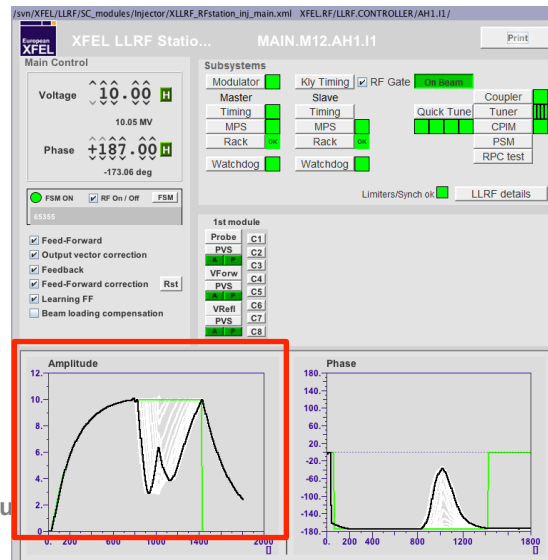 /svn/XFEL/LLRF/SC_modules/Injector/XLLRF_RFstation_inj_main.xml XFEL.RF/LLRF.CONTROLLER/AH1.I1/
European
XFEL
XFEL LLRF Statio...
MAIN.M12.AH1.I1
Print
Main Control
Voltage 10.00 H
10.05 MV
Phase +187.00 H
-173.06 deg
FSM ON RF On / Off FSM
65355
Feed-Forward
Output vector correction
Feedback
Feed-Forward correction Rst
Learning FF
Beam loading compensation
Subsystems
Modulator Kly Timing RF Gate On Beam
Master Slave Coupler
Timing Timing Quick Tune Tuner
MPS MPS CPIM
Rack OK Rack OK PSM
RPC test
Watchdog Watchdog
Limiters/Synch ok LLRF details
1st module
Probe C1
PVS C2
A P C3
VForw C4
PVS C5
A P C6
VRefl C7
PVS
A P C8
Amplitude
12.
10.
8.
6.
4.
2.
0.
0. 200 400 600 1000 1400 2000
Phase
180.
140.
100.
60.
20.
-20.
-60.
-100.
-140.
-180.
0. 200 400 800 1000 1400 1800
u